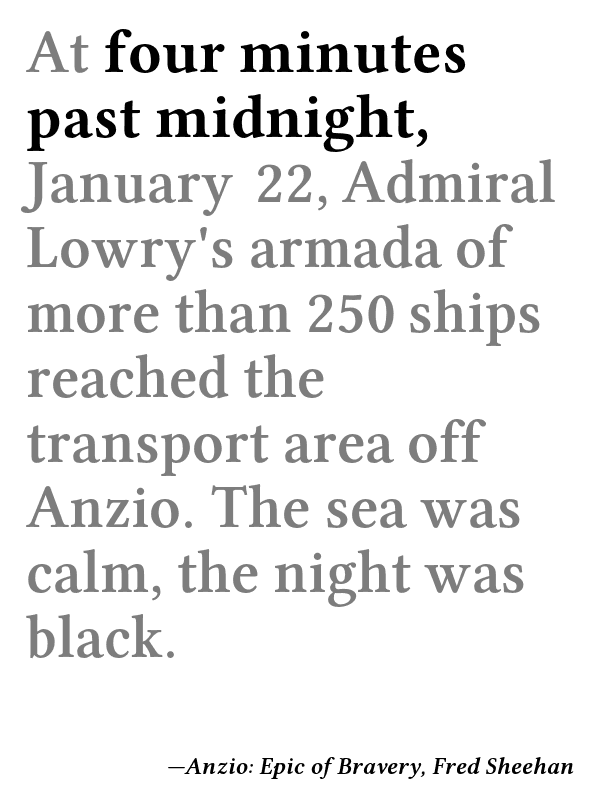 At four minutes
past midnight,
January 22, Admiral
Lowry's armada of
more than 250 ships
reached the
transport area off
Anzio. The sea was
calm, the night was
black.
—Anzio: Epic of Bravery, Fred Sheehan